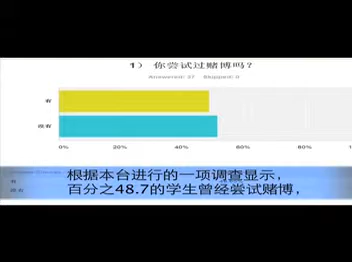 1） 你尝试过赌博吗?
Answered: 37 Skipped: 0
有
没有
0% 20% 40% 60% 80% 1
根据本台进行的一项调查显示，
百分之48.7的学生曾经尝试赌博，